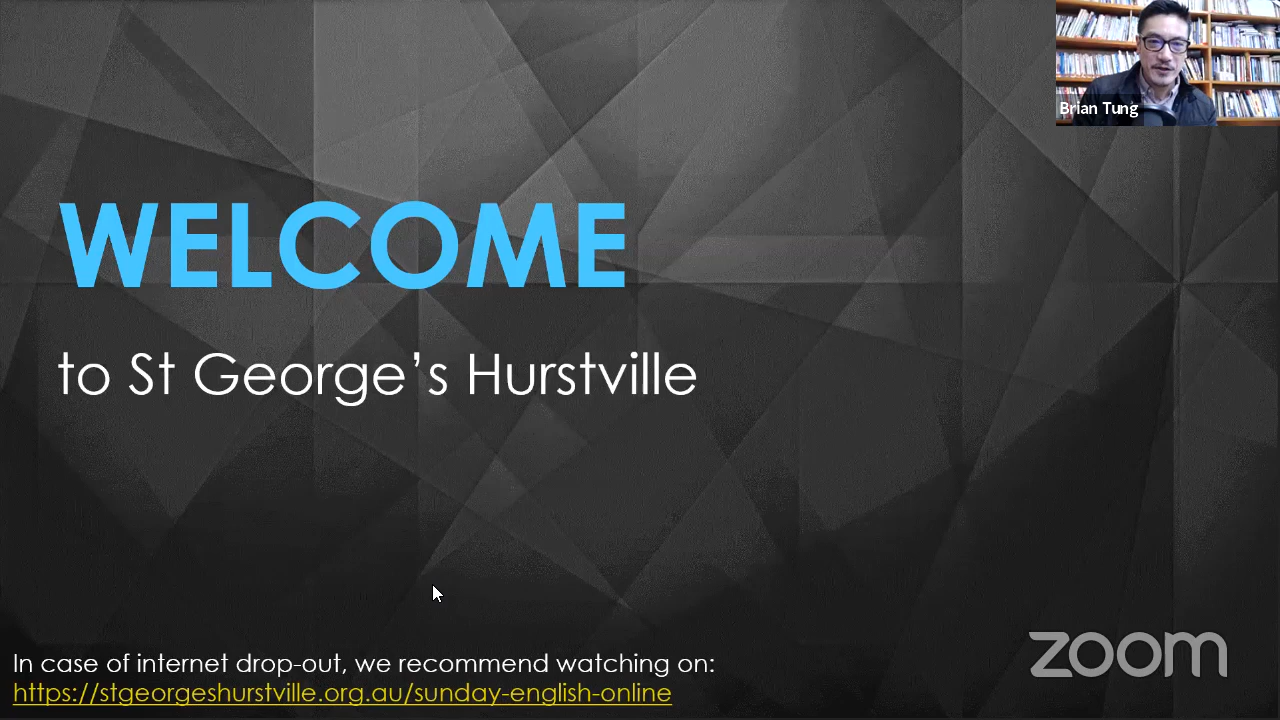 Brian Tung
WELCOME
to St George’s Hurstville
zoom
In case of internet drop-out, we recommend watching on:
https://stgeorgeshurstville.org.au/sunday-english-online